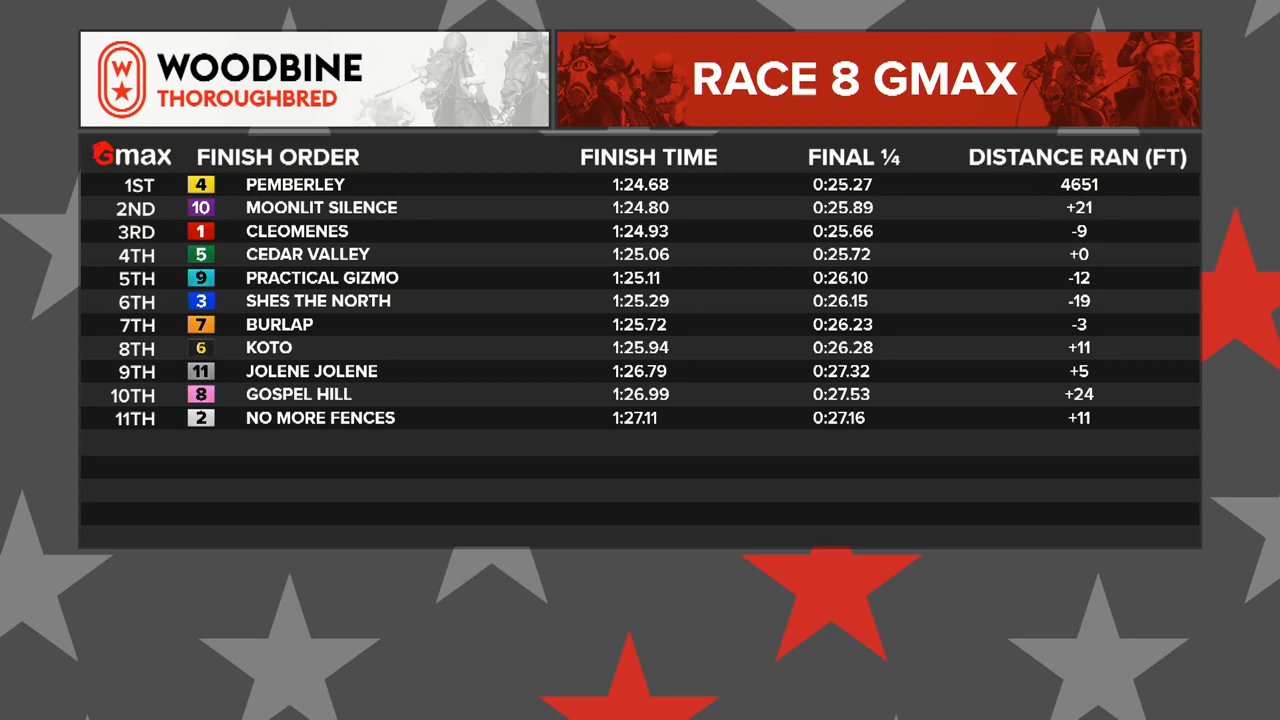 W
WOODBINE
THOROUGHBRED
RACE 8 GMAX
Gmax FINISH ORDER FINISH TIME FINAL ¼ DISTANCE RAN (FT)
1ST 4 PEMBERLEY 1:24.68 0:25.27 4651
2ND 10 MOONLIT SILENCE 1:24.80 0:25.89 +21
3RD 1 CLEOMENES 1:24.93 0:25.66 -9
4TH 5 CEDAR VALLEY 1:25.06 0:25.72 +0
5TH 9 PRACTICAL GIZMO 1:25.11 0:26.10 -12
6TH 3 SHES THE NORTH 1:25.29 0:26.15 -19
7TH 7 BURLAP 1:25.72 0:26.23 -3
8TH 6 KOTO 1:25.94 0:26.28 +11
9TH 11 JOLENE JOLENE 1:26.79 0:27.32 +5
10TH 8 GOSPEL HILL 1:26.99 0:27.53 +24
11TH 2 NO MORE FENCES 1:27.11 0:27.16 +11